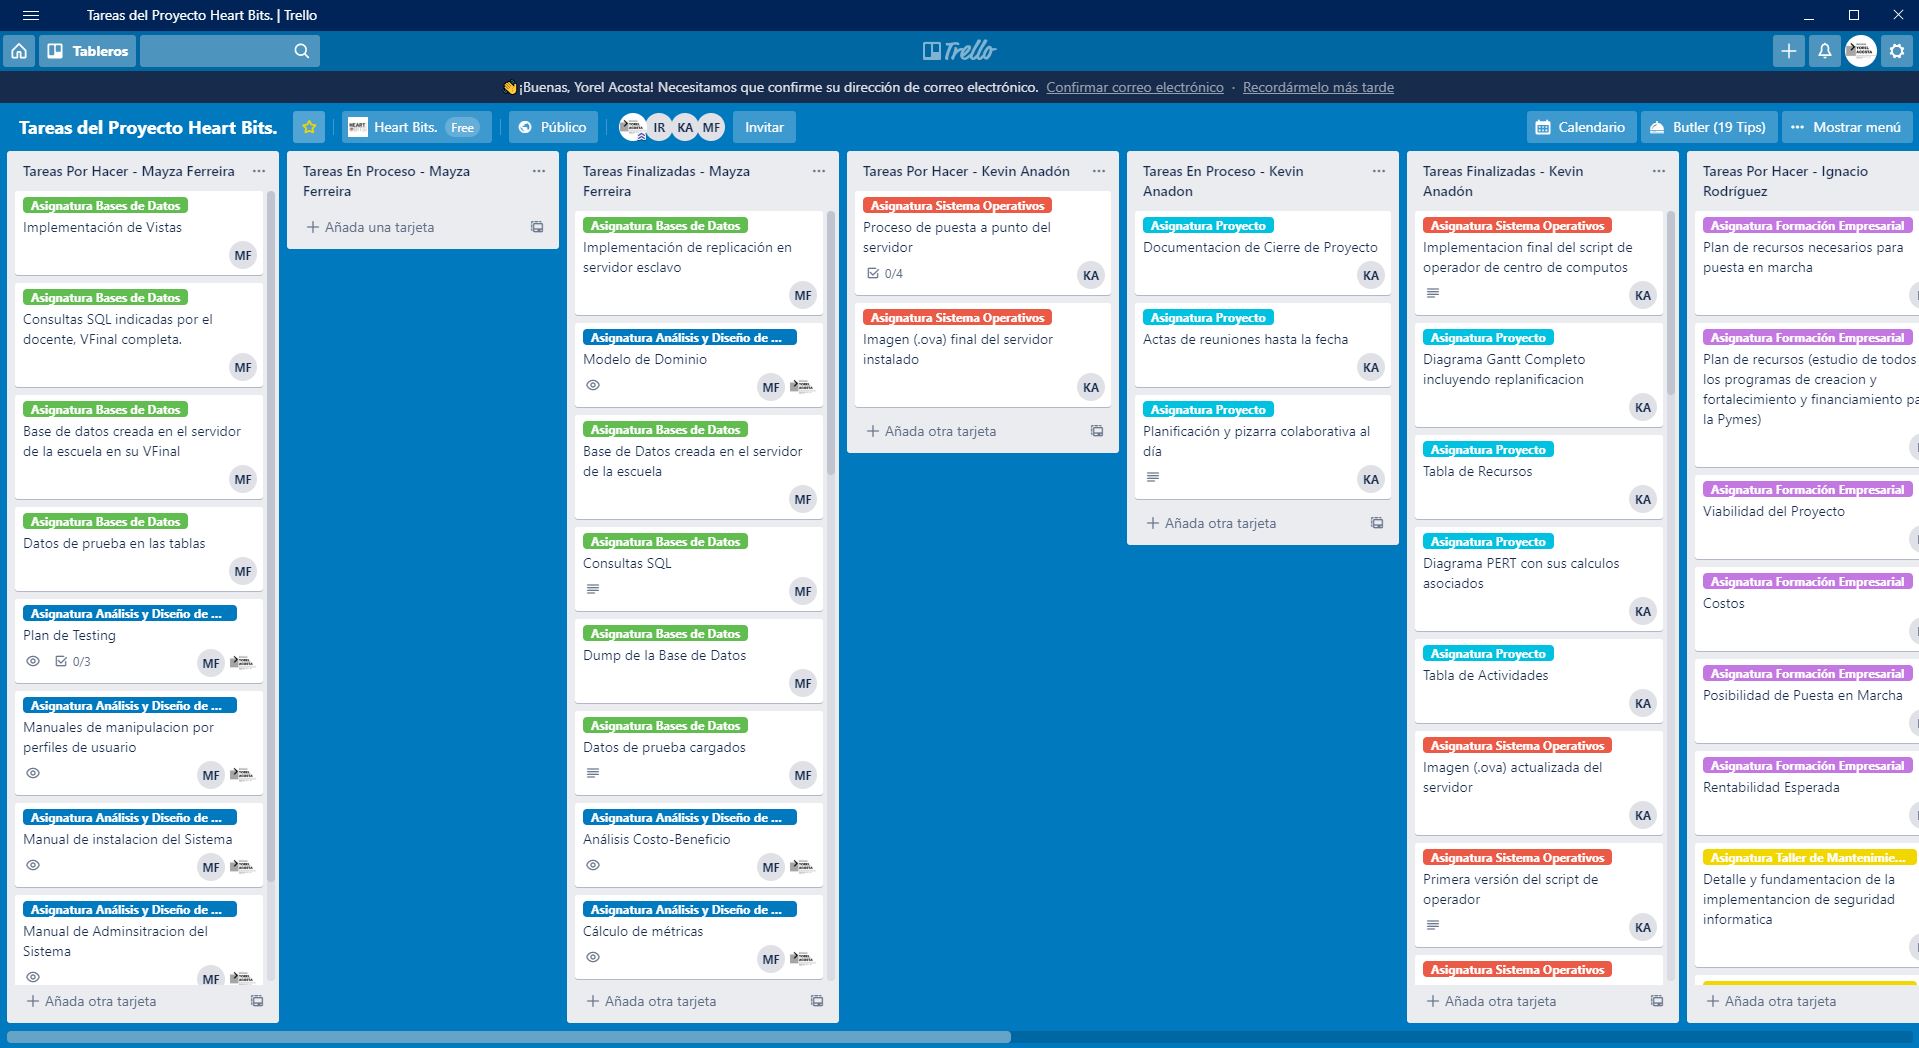 Tareas del Proyecto Heart Bits. | Trello
Tableros
Trello
¡Buenas, Yorel Acosta! Necesitamos que confirme su dirección de correo electrónico. Confirmar correo electrónico · Recordármelo más tarde
Tareas del Proyecto Heart Bits.
Heart Bits. Free
Público
IR KA MF
Invitar
Calendario
Butler (19 Tips)
Mostrar menú
Tareas Por Hacer - Mayza Ferreira
Asignatura Bases de Datos
Implementación de Vistas
MF
Asignatura Bases de Datos
Consultas SQL indicadas por el
docente, VFinal completa.
MF
Asignatura Bases de Datos
Base de datos creada en el servidor
de la escuela en su VFinal
MF
Asignatura Bases de Datos
Datos de prueba en las tablas
MF
Asignatura Análisis y Diseño de ...
Plan de Testing
0/3 MF
Asignatura Análisis y Diseño de ...
Manuales de manipulacion por
perfiles de usuario
MF
Asignatura Análisis y Diseño de ...
Manual de instalacion del Sistema
MF
Asignatura Análisis y Diseño de ...
Manual de Adminsitracion del
Sistema
MF
+ Añada otra tarjeta
Tareas En Proceso - Mayza
Ferreira
+ Añada una tarjeta
Tareas Finalizadas - Mayza
Ferreira
Asignatura Bases de Datos
Implementación de replicación en
servidor esclavo
MF
Asignatura Análisis y Diseño de ...
Modelo de Dominio
MF
Asignatura Bases de Datos
Base de Datos creada en el servidor
de la escuela
MF
Asignatura Bases de Datos
Consultas SQL
MF
Asignatura Bases de Datos
Dump de la Base de Datos
MF
Asignatura Bases de Datos
Datos de prueba cargados
MF
Asignatura Análisis y Diseño de ...
Análisis Costo-Beneficio
MF
Asignatura Análisis y Diseño de ...
Cálculo de métricas
MF
+ Añada otra tarjeta
Tareas Por Hacer - Kevin Anadón
Asignatura Sistema Operativos
Proceso de puesta a punto del
servidor
0/4 KA
Asignatura Sistema Operativos
Imagen (.ova) final del servidor
instalado
KA
+ Añada otra tarjeta
Tareas En Proceso - Kevin
Anadon
Asignatura Proyecto
Documentacion de Cierre de Proyecto
KA
Asignatura Proyecto
Actas de reuniones hasta la fecha
KA
Asignatura Proyecto
Planificación y pizarra colaborativa al
día
KA
+ Añada otra tarjeta
Tareas Finalizadas - Kevin
Anadón
Asignatura Sistema Operativos
Implementacion final del script de
operador de centro de computos
KA
Asignatura Proyecto
Diagrama Gantt Completo
incluyendo replanificacion
KA
Asignatura Proyecto
Tabla de Recursos
KA
Asignatura Proyecto
Diagrama PERT con sus calculos
asociados
KA
Asignatura Proyecto
Tabla de Actividades
KA
Asignatura Sistema Operativos
Imagen (.ova) actualizada del
servidor
KA
Asignatura Sistema Operativos
Primera versión del script de
operador
KA
Asignatura Sistema Operativos
+ Añada otra tarjeta
Tareas Por Hacer - Ignacio
Rodríguez
Asignatura Formación Empresarial
Plan de recursos necesarios para
puesta en marcha
Asignatura Formación Empresarial
Plan de recursos (estudio de todos
los programas de creacion y
fortalecimiento y financiamiento pa
la Pymes)
Asignatura Formación Empresarial
Viabilidad del Proyecto
Asignatura Formación Empresarial
Costos
Asignatura Formación Empresarial
Posibilidad de Puesta en Marcha
Asignatura Formación Empresarial
Rentabilidad Esperada
Asignatura Taller de Mantenimie...
Detalle y fundamentacion de la
implementancion de seguridad
informatica
+ Añada otra tarjeta